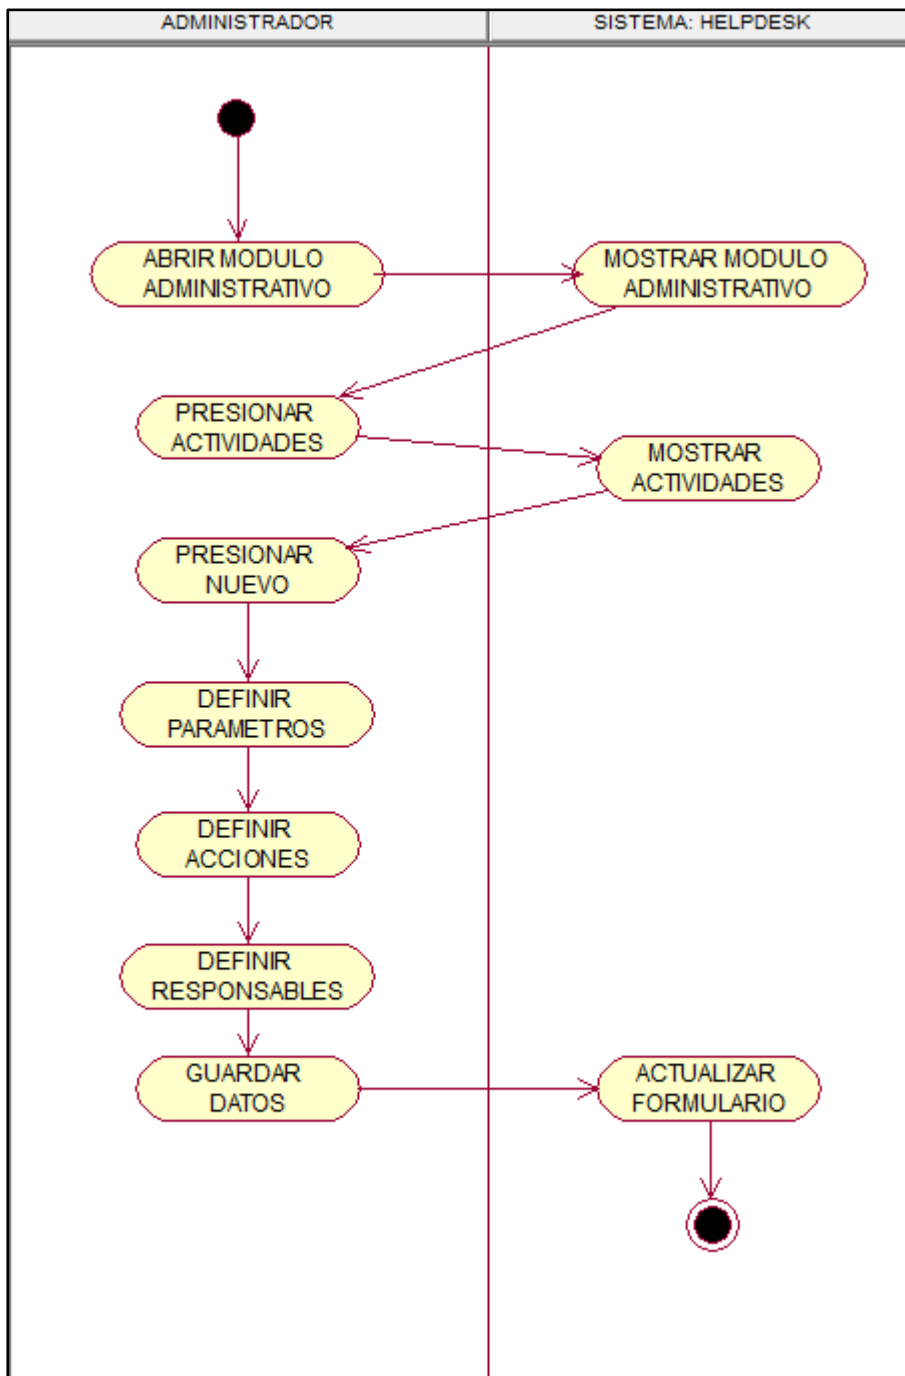 ADMINISTRADOR
SISTEMA: HELPDESK
ABRIR MODULO
ADMINISTRATIVO
MOSTRAR MODULO
ADMINISTRATIVO
PRESIONAR
ACTIVIDADES
MOSTRAR
ACTIVIDADES
PRESIONAR
NUEVO
DEFINIR
PARAMETROS
DEFINIR
ACCIONES
DEFINIR
RESPONSABLES
GUARDAR
DATOS
ACTUALIZAR
FORMULARIO